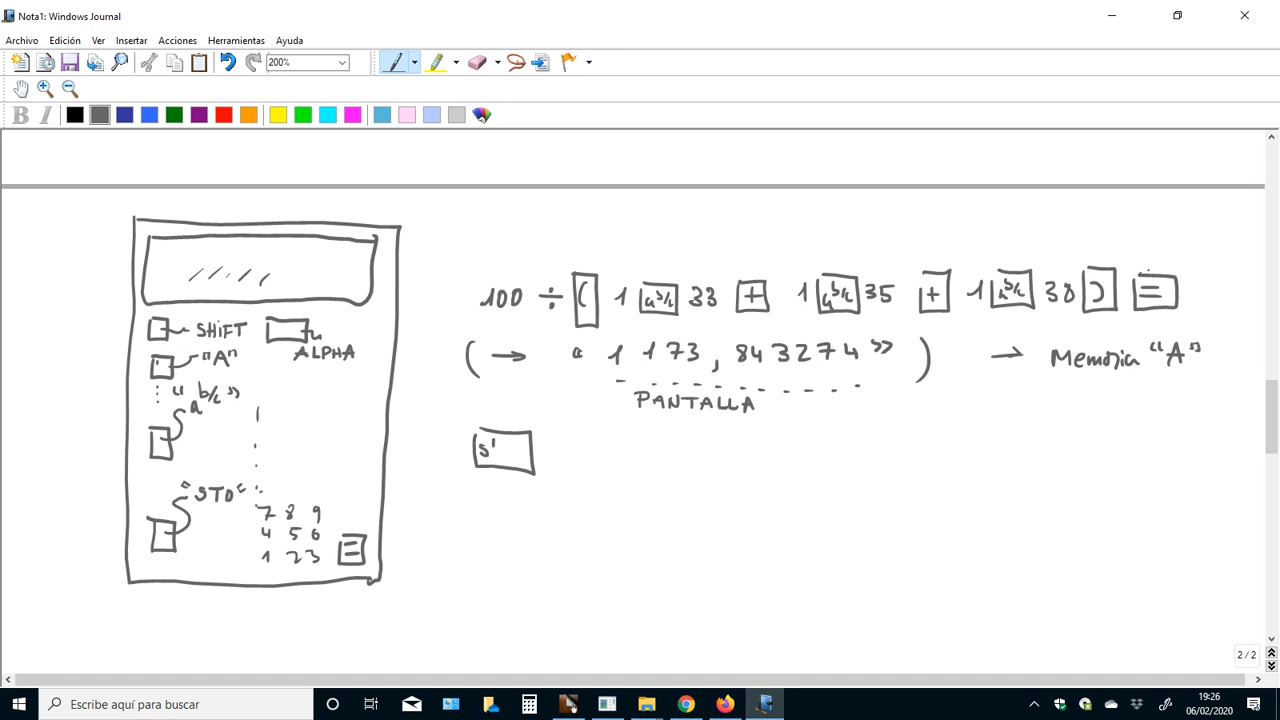 Nota1: Windows Journal
Archivo Edición Ver Insertar Acciones Herramientas Ayuda
200%
B I
SHIFT
ALPHA
"A"
"a b/c"
"STO"
7 8 9
4 5 6
1 2 3
=
100 ÷ ( 1 a b/c 33 + 1 a b/c 35 + 1 a b/c 38 ) =
( → " 1 173, 843274 " ) → Memoria "A"
PANTALLA
2 / 2
Escribe aquí para buscar
19:26
06/02/2020